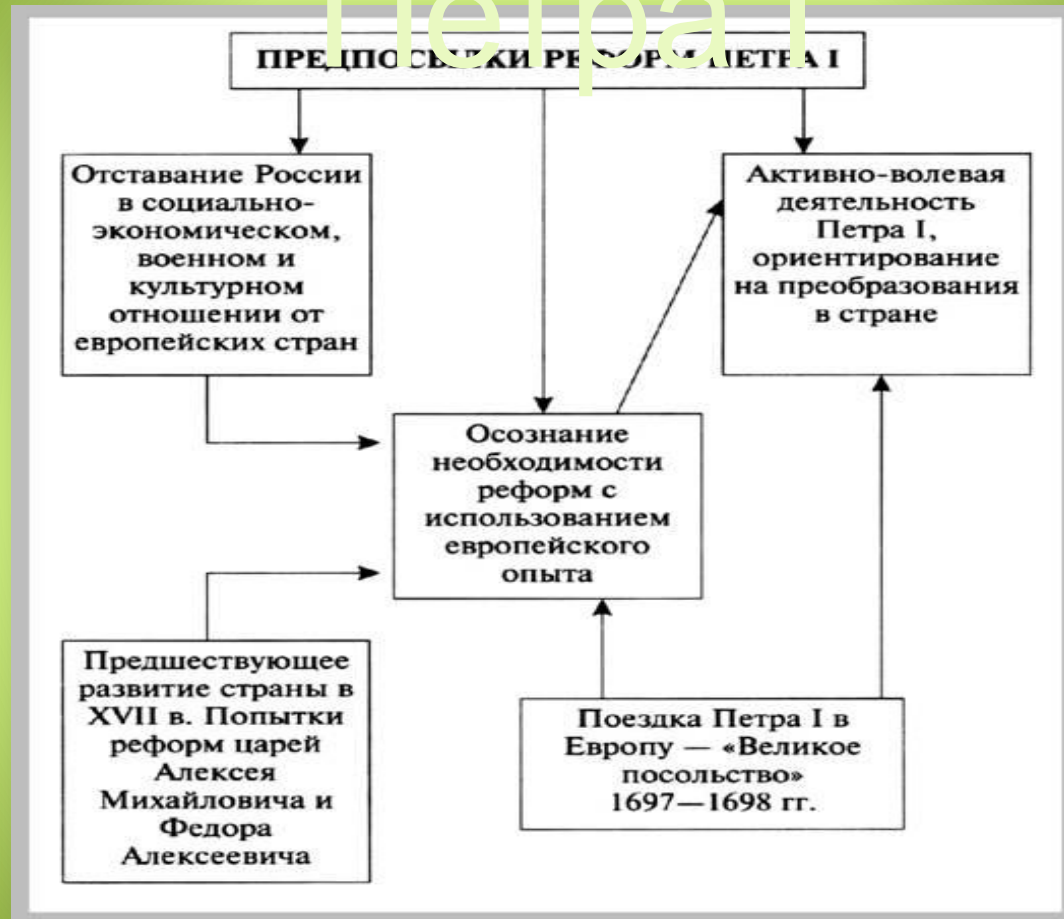 Петра I
ПРЕДПОСЫЛКИ РЕФОРМ ПЕТРА I
Отставание России
в социально-
экономическом,
военном и
культурном
отношении от
европейских стран
Активно-волевая
деятельность
Петра I,
ориентирование
на преобразования
в стране
Осознание
необходимости
реформ с
использованием
европейского
опыта
Предшествующее
развитие страны в
XVII в. Попытки
реформ царей
Алексея
Михайловича и
Федора
Алексеевича
Поездка Петра I в
Европу — «Великое
посольство»
1697—1698 гг.